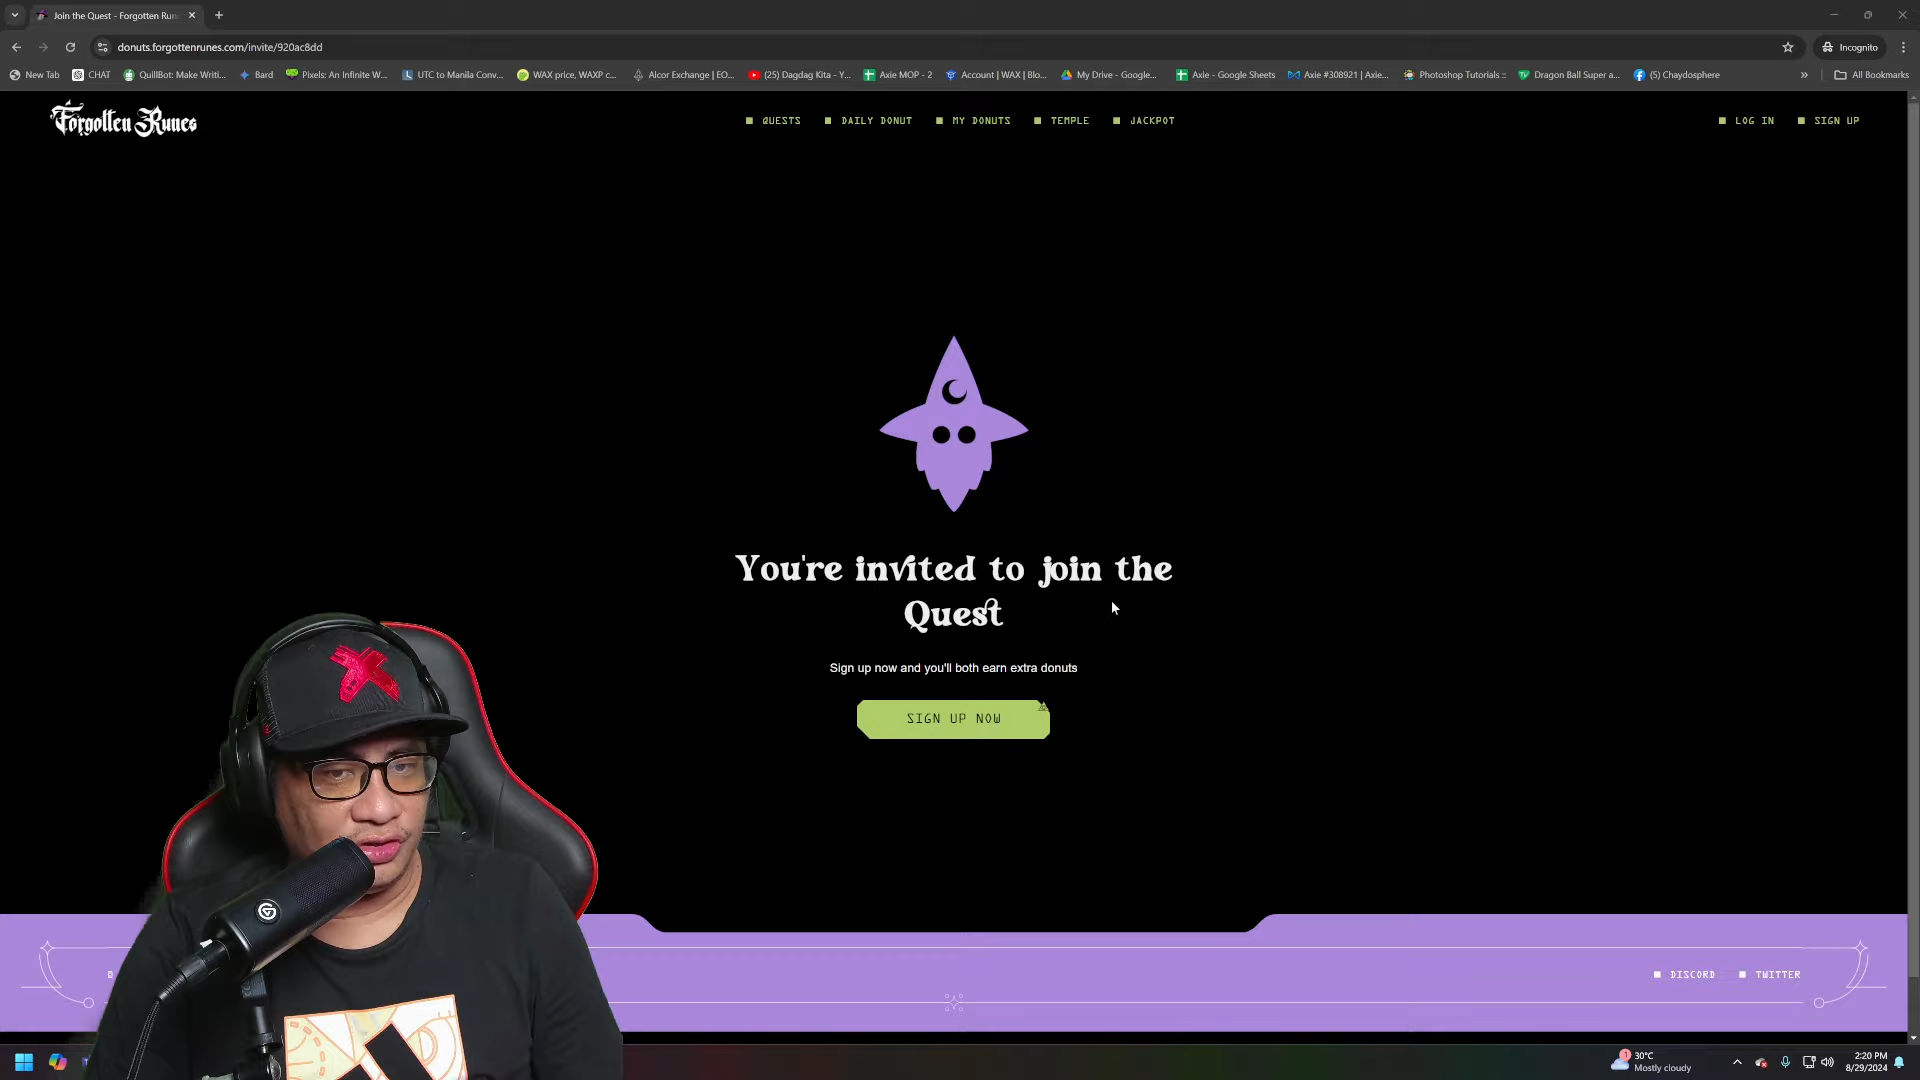 Join the Quest - Forgotten Run
donuts.forgottenrunes.com/invite/920ac8dd
Incognito
New Tab
CHAT
QuillBot: Make Writi...
Bard
Pixels: An Infinite W...
UTC to Manila Conv...
WAX price, WAXP c...
Alcor Exchange | EO...
(25) Dagdag Kita - Y...
Axie MOP - 2
Account | WAX | Blo...
My Drive - Google...
Axie - Google Sheets
Axie #308921 | Axie...
Photoshop Tutorials ::
Dragon Ball Super a...
(5) Chaydosphere
All Bookmarks
Forgotten Runes
QUESTS
DAILY DONUT
MY DONUTS
TEMPLE
JACKPOT
LOG IN
SIGN UP
You're invited to join the
Quest
Sign up now and you'll both earn extra donuts
SIGN UP NOW
DISCORD
TWITTER
1
30°C
Mostly cloudy
2:20 PM
8/29/2024